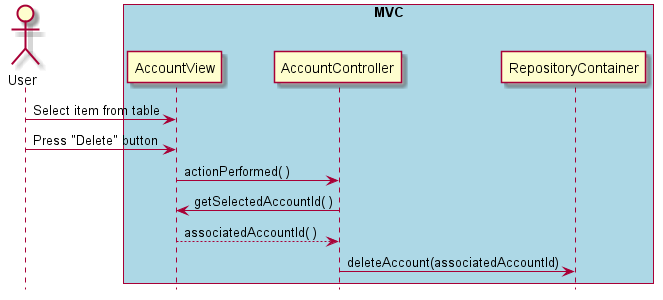 MVC
User
AccountView
AccountController
RepositoryContainer
Select item from table
Press "Delete" button
actionPerformed( )
getSelectedAccountId( )
associatedAccountId( )
deleteAccount(associatedAccountId)